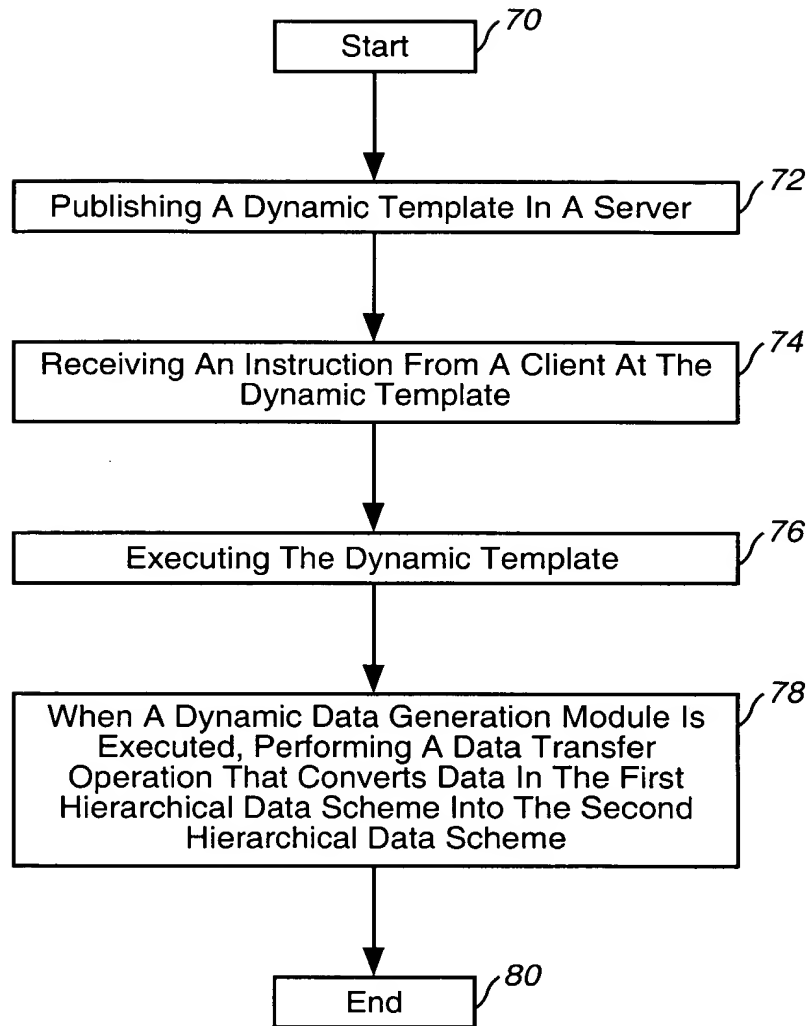 70
Start
72
Publishing A Dynamic Template In A Server
74
Receiving An Instruction From A Client At The
Dynamic Template
76
Executing The Dynamic Template
78
When A Dynamic Data Generation Module Is
Executed, Performing A Data Transfer
Operation That Converts Data In The First
Hierarchical Data Scheme Into The Second
Hierarchical Data Scheme
80
End